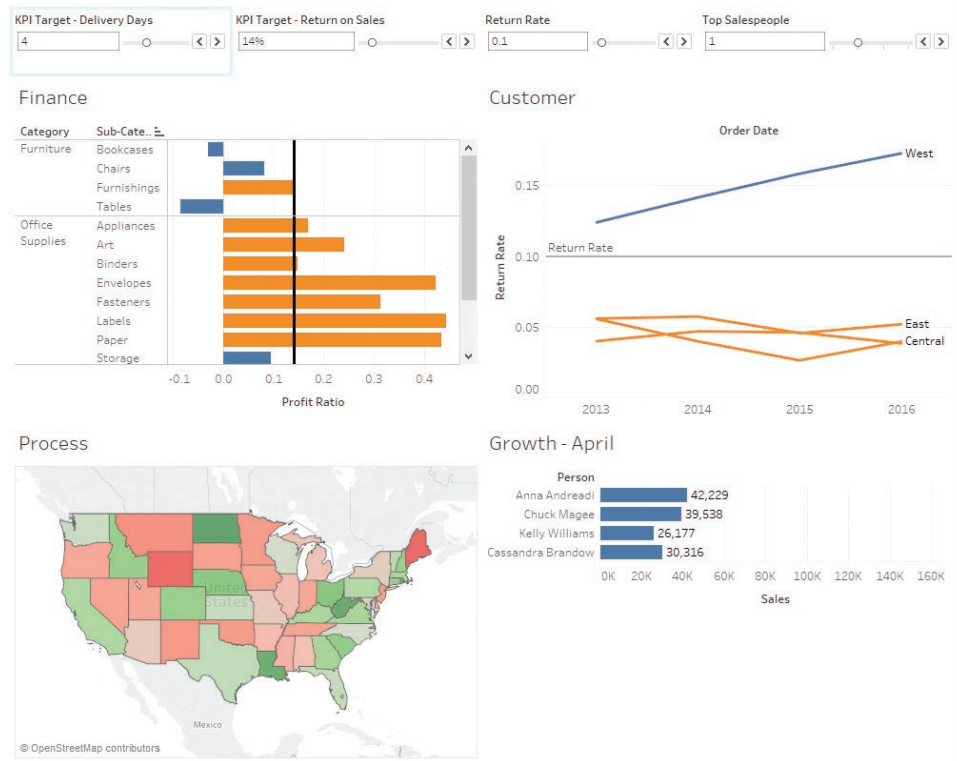 KPI Target - Delivery Days
KPI Target - Return on Sales
Return Rate
Top Salespeople
4
14%
0.1
1
Finance
Category
Sub-Cate..
Furniture
Bookcases
Chairs
Furnishings
Tables
Office
Supplies
Appliances
Art
Binders
Envelopes
Fasteners
Labels
Paper
Storage
-0.1 0.0 0.1 0.2 0.3 0.4
Profit Ratio
Customer
Order Date
Return Rate
0.15
0.10
0.05
0.00
Return Rate
West
East
Central
2013 2014 2015 2016
Process
United
States
Mexico
© OpenStreetMap contributors
Growth - April
Person
Anna Andreadi 42,229
Chuck Magee 39,538
Kelly Williams 26,177
Cassandra Brandow 30,316
0K 20K 40K 60K 80K 100K 120K 140K 160K
Sales